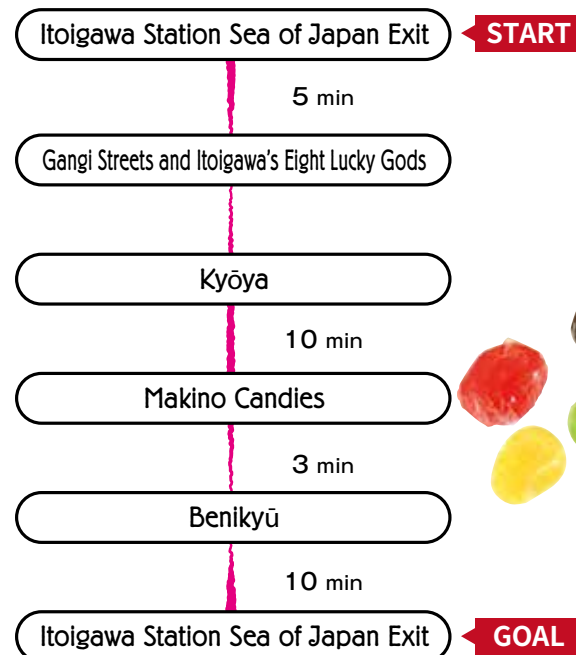 Itoigawa Station Sea of Japan Exit START
5 min
Gangi Streets and Itoigawa's Eight Lucky Gods
Kyōya
10 min
Makino Candies
3 min
Benikyū
10 min
Itoigawa Station Sea of Japan Exit GOAL